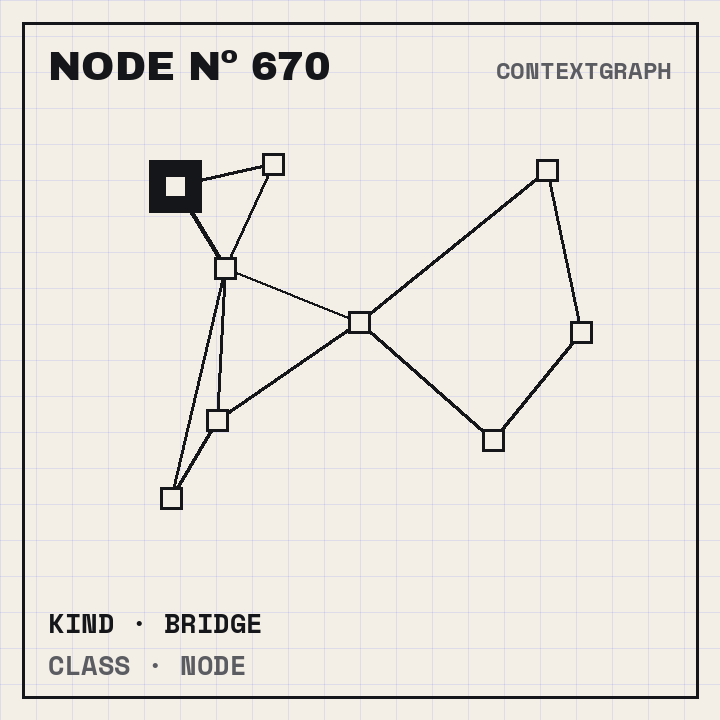 NODE Nº 670
CONTEXTGRAPH
KIND · BRIDGE
CLASS · NODE